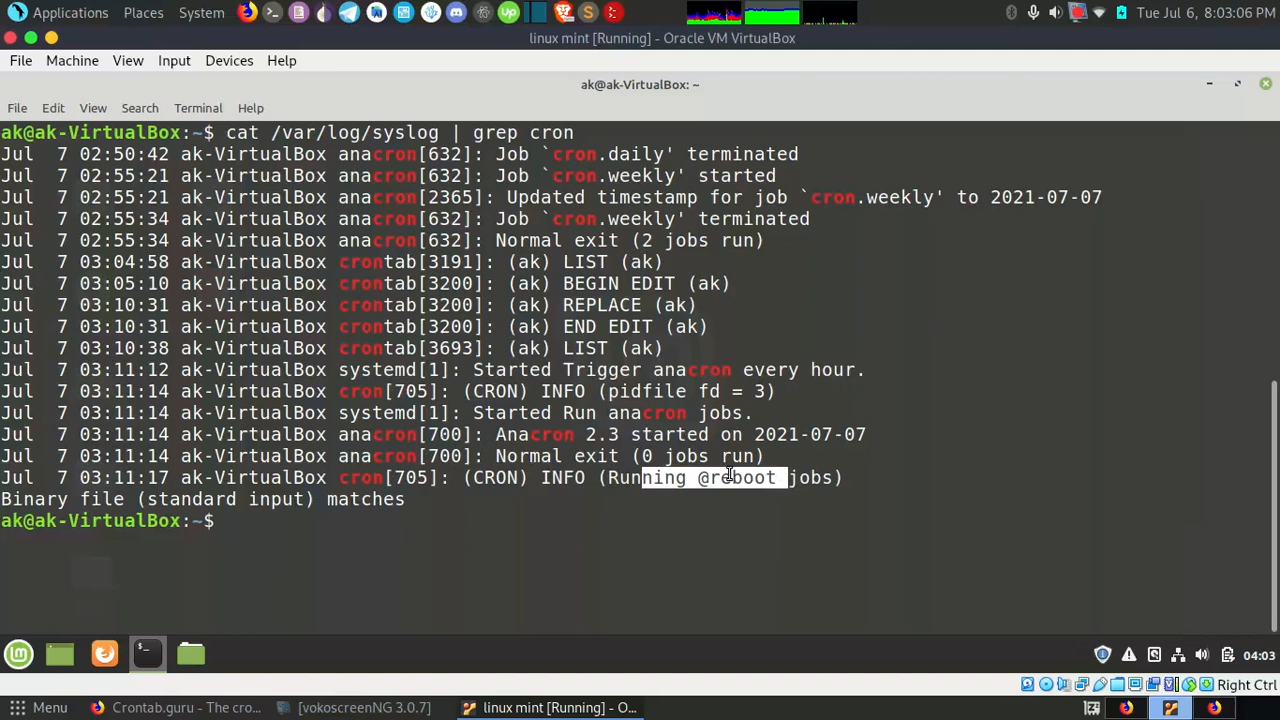 Applications Places System Tue Jul 6, 8:03:06 PM
linux mint [Running] - Oracle VM VirtualBox
File Machine View Input Devices Help
ak@ak-VirtualBox: ~
File Edit View Search Terminal Help
ak@ak-VirtualBox:~$ cat /var/log/syslog | grep cron
Jul 7 02:50:42 ak-VirtualBox anacron[632]: Job `cron.daily' terminated
Jul 7 02:55:21 ak-VirtualBox anacron[632]: Job `cron.weekly' started
Jul 7 02:55:21 ak-VirtualBox anacron[2365]: Updated timestamp for job `cron.weekly' to 2021-07-07
Jul 7 02:55:34 ak-VirtualBox anacron[632]: Job `cron.weekly' terminated
Jul 7 02:55:34 ak-VirtualBox anacron[632]: Normal exit (2 jobs run)
Jul 7 03:04:58 ak-VirtualBox crontab[3191]: (ak) LIST (ak)
Jul 7 03:05:10 ak-VirtualBox crontab[3200]: (ak) BEGIN EDIT (ak)
Jul 7 03:10:31 ak-VirtualBox crontab[3200]: (ak) REPLACE (ak)
Jul 7 03:10:31 ak-VirtualBox crontab[3200]: (ak) END EDIT (ak)
Jul 7 03:10:38 ak-VirtualBox crontab[3693]: (ak) LIST (ak)
Jul 7 03:11:12 ak-VirtualBox systemd[1]: Started Trigger anacron every hour.
Jul 7 03:11:14 ak-VirtualBox cron[705]: (CRON) INFO (pidfile fd = 3)
Jul 7 03:11:14 ak-VirtualBox systemd[1]: Started Run anacron jobs.
Jul 7 03:11:14 ak-VirtualBox anacron[700]: Anacron 2.3 started on 2021-07-07
Jul 7 03:11:14 ak-VirtualBox anacron[700]: Normal exit (0 jobs run)
Jul 7 03:11:17 ak-VirtualBox cron[705]: (CRON) INFO (Running @reboot jobs)
Binary file (standard input) matches
ak@ak-VirtualBox:~$
04:03
Right Ctrl
Menu Crontab.guru - The cro... [vokoscreenNG 3.0.7] linux mint [Running] - O...